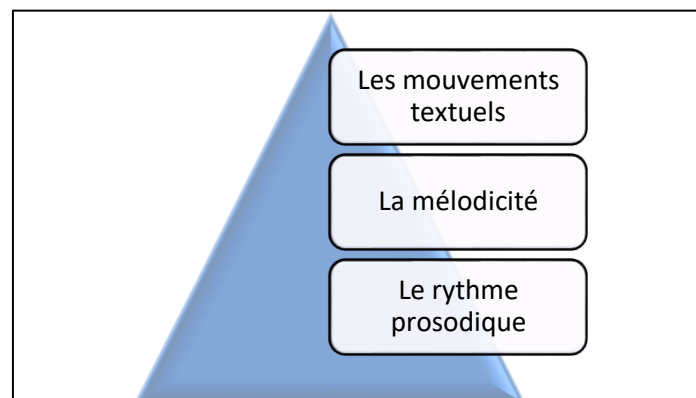 Les mouvements
textuels
La mélodicité
Le rythme
prosodique